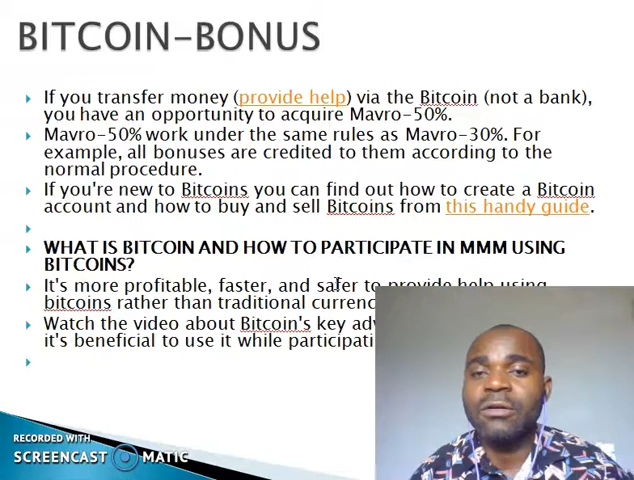 BITCOIN-BONUS
If you transfer money (provide help) via the Bitcoin (not a bank),
you have an opportunity to acquire Mavro-50%.
Mavro-50% work under the same rules as Mavro-30%. For
example, all bonuses are credited to them according to the
normal procedure.
If you're new to Bitcoins you can find out how to create a Bitcoin
account and how to buy and sell Bitcoins from this handy guide.
WHAT IS BITCOIN AND HOW TO PARTICIPATE IN MMM USING
BITCOINS?
It's more profitable, faster, and safer to provide help using
bitcoins rather than traditional
Watch the video about Bitcoin's key
it's beneficial to use it while
RECORDED WITH
SCREENCAST MATIC